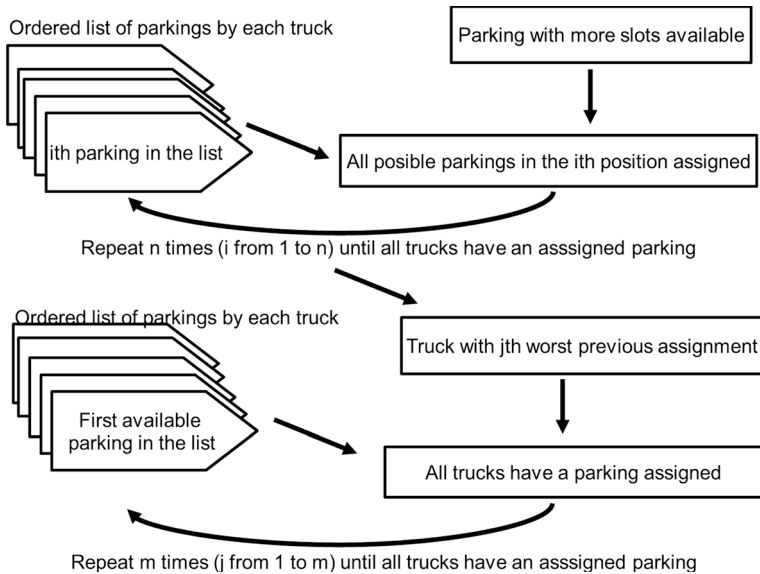 Ordered list of parkings by each truck
Parking with more slots available
ith parking in the list
All posible parkings in the ith position assigned
Repeat n times (i from 1 to n) until all trucks have an asssigned parking
Ordered list of parkings by each truck
Truck with jth worst previous assignment
First available
parking in the list
All trucks have a parking assigned
Repeat m times (j from 1 to m) until all trucks have an asssigned parking